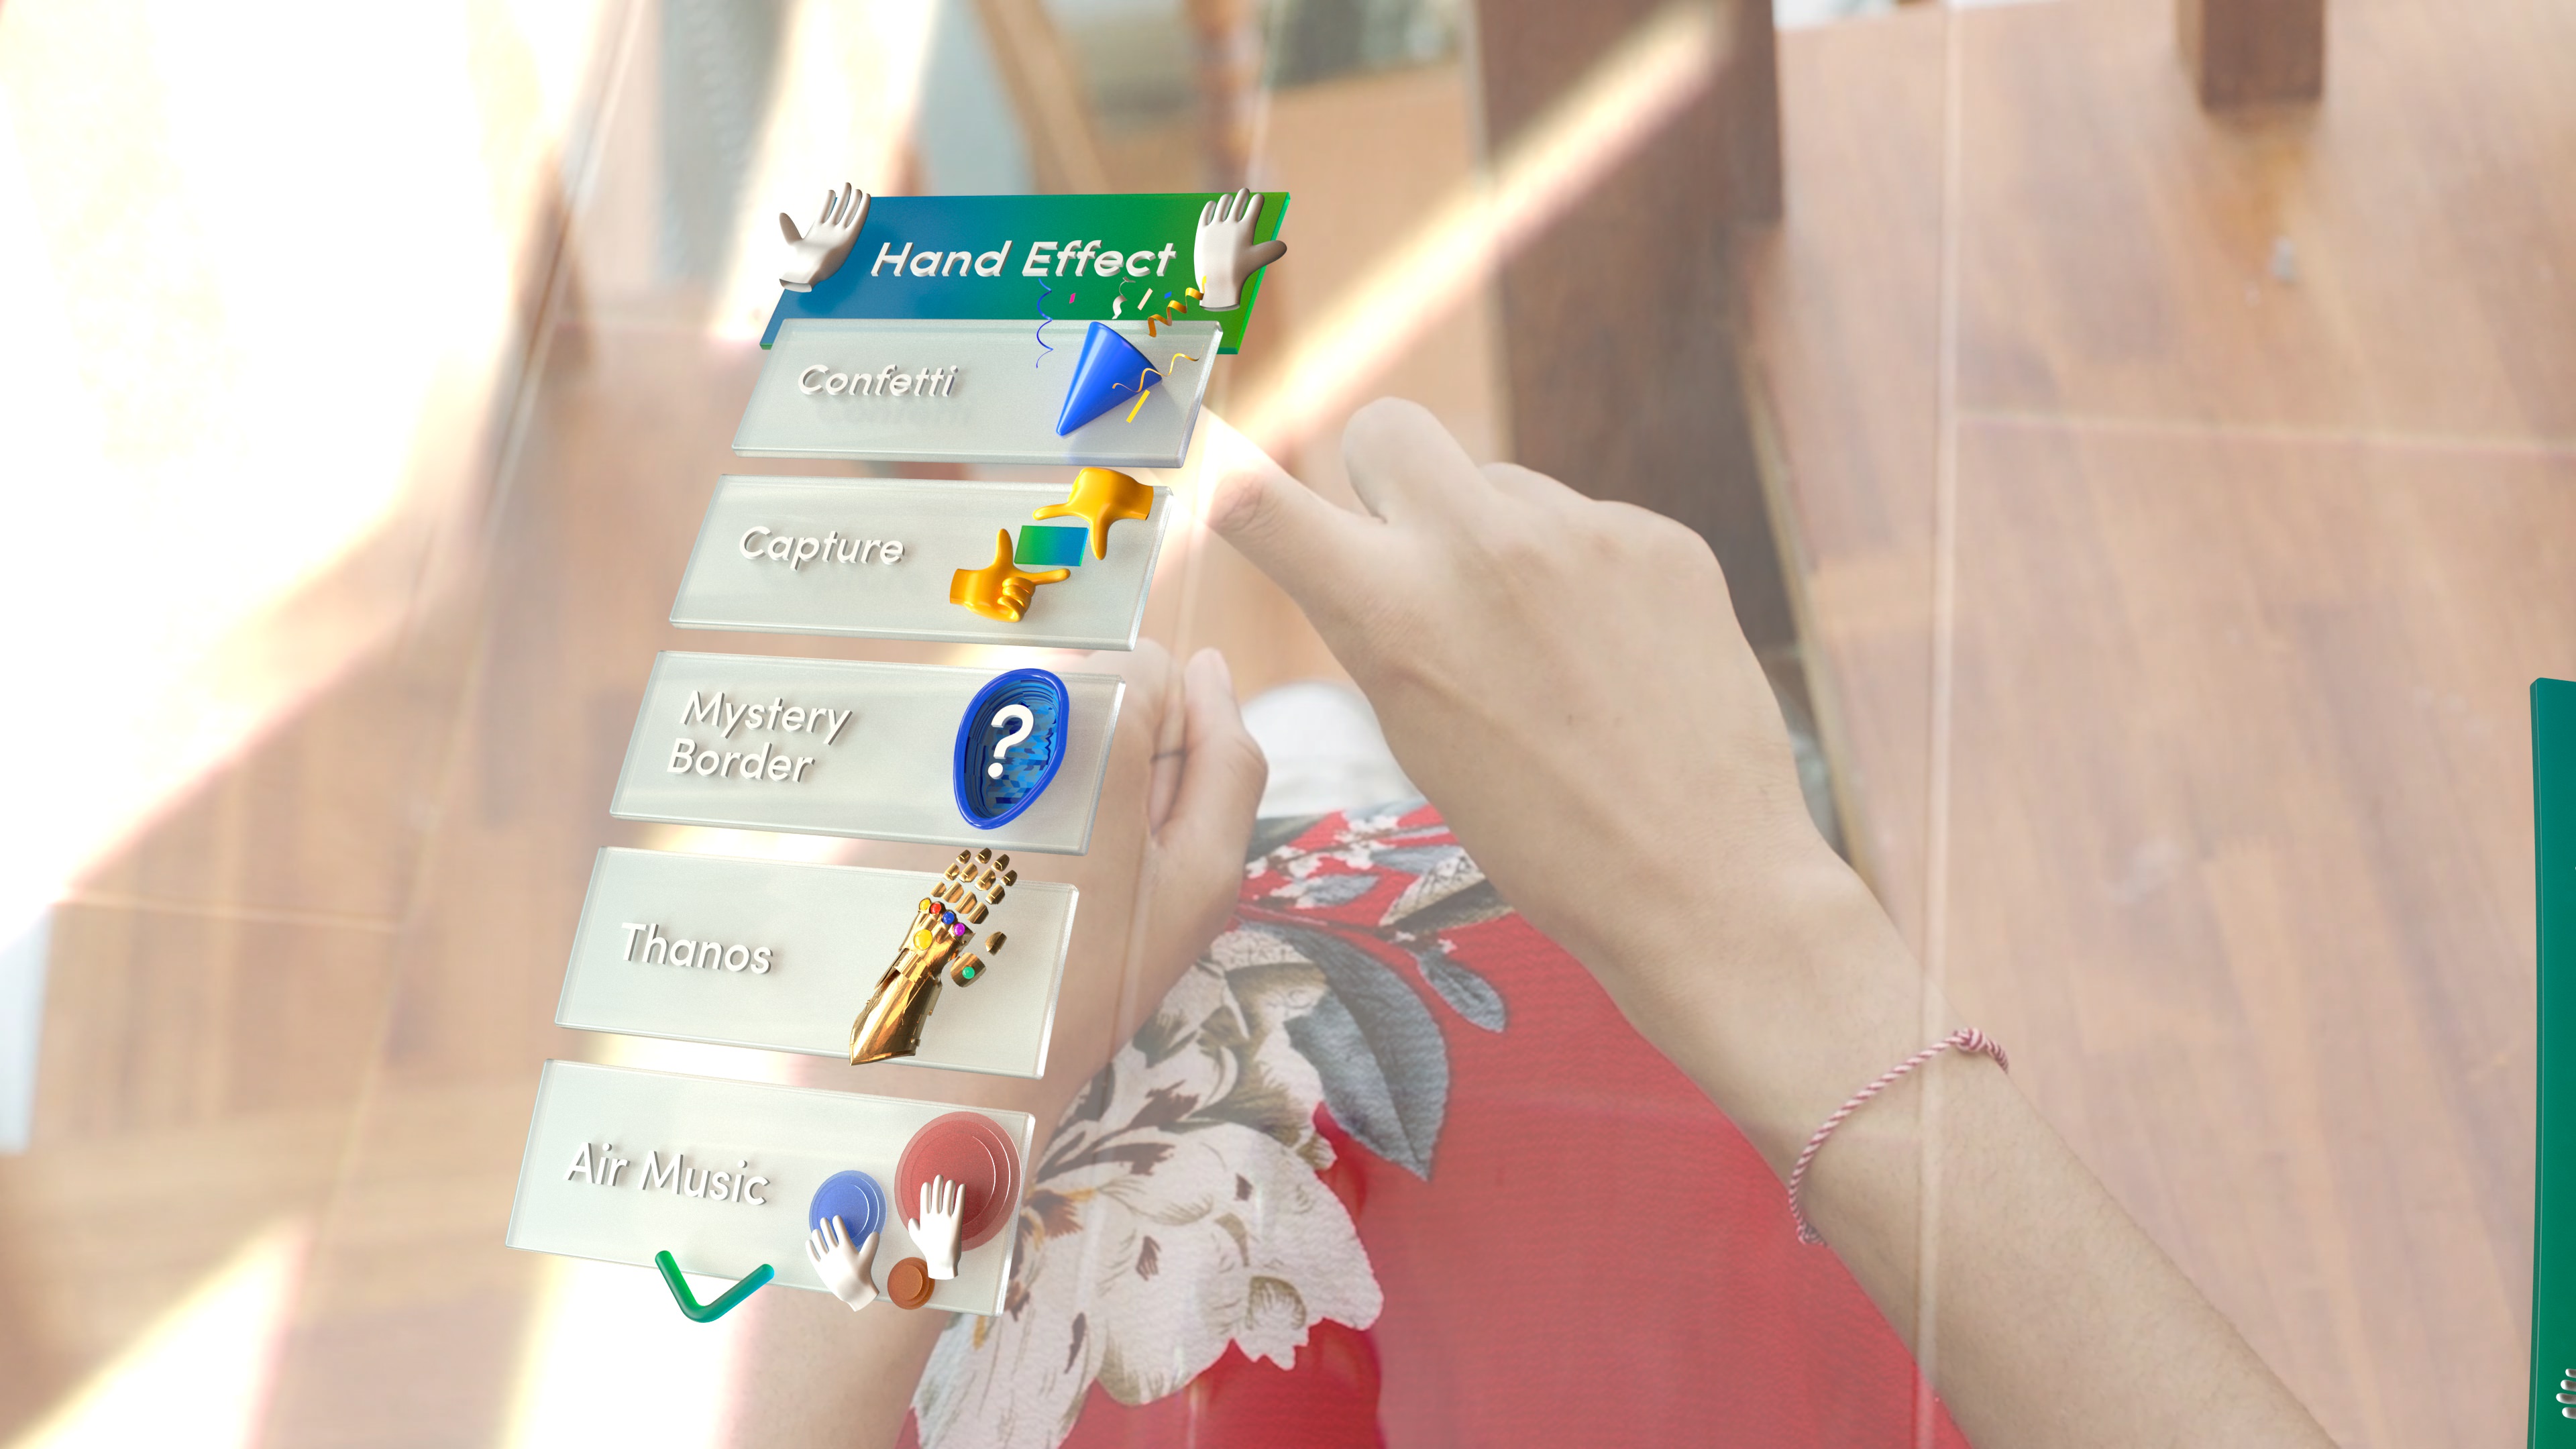 Hand Effect
Confetti
Capture
Mystery
Border
?
Thanos
Air Music